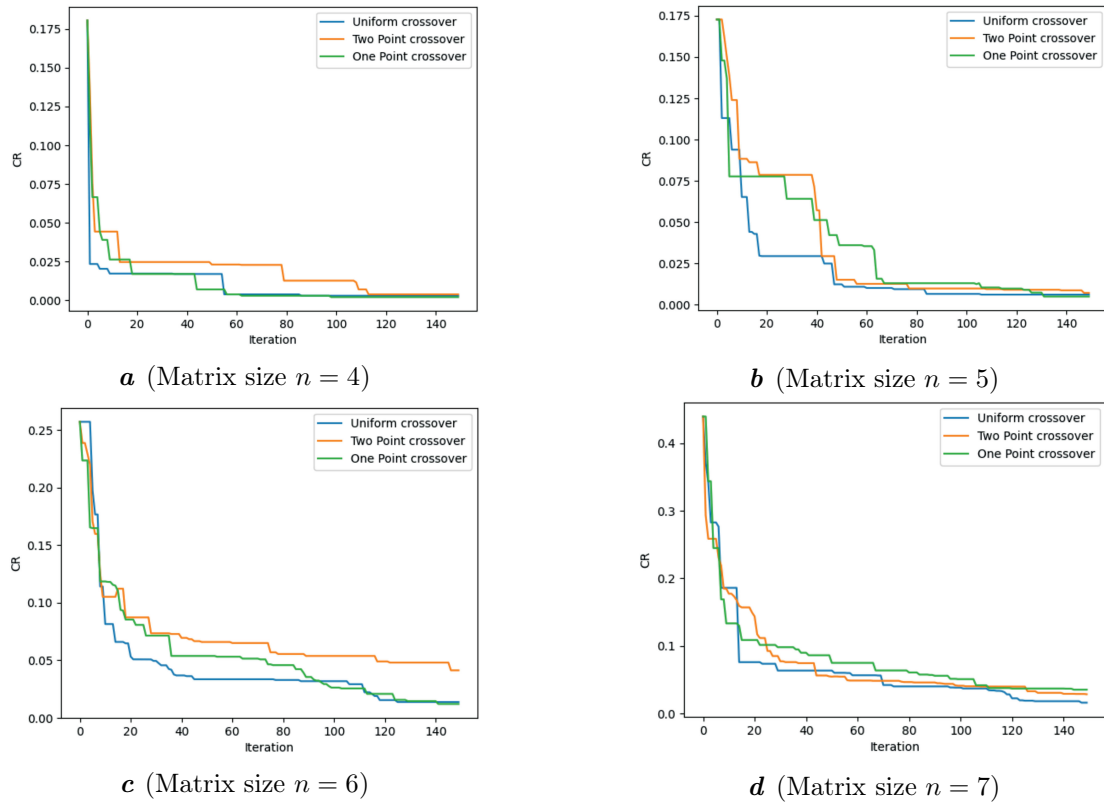 0.175
0.150
0.125
0.100
0.075
0.050
0.025
0.000
CR
0 20 40 60 80 100 120 140
Iteration
Uniform crossover
Two Point crossover
One Point crossover
a (Matrix size n = 4)
0.175
0.150
0.125
0.100
0.075
0.050
0.025
0.000
CR
0 20 40 60 80 100 120 140
Iteration
Uniform crossover
Two Point crossover
One Point crossover
b (Matrix size n = 5)
0.25
0.20
0.15
0.10
0.05
0.00
CR
0 20 40 60 80 100 120 140
Iteration
Uniform crossover
Two Point crossover
One Point crossover
c (Matrix size n = 6)
0.4
0.3
0.2
0.1
0.0
CR
0 20 40 60 80 100 120 140
Iteration
Uniform crossover
Two Point crossover
One Point crossover
d (Matrix size n = 7)